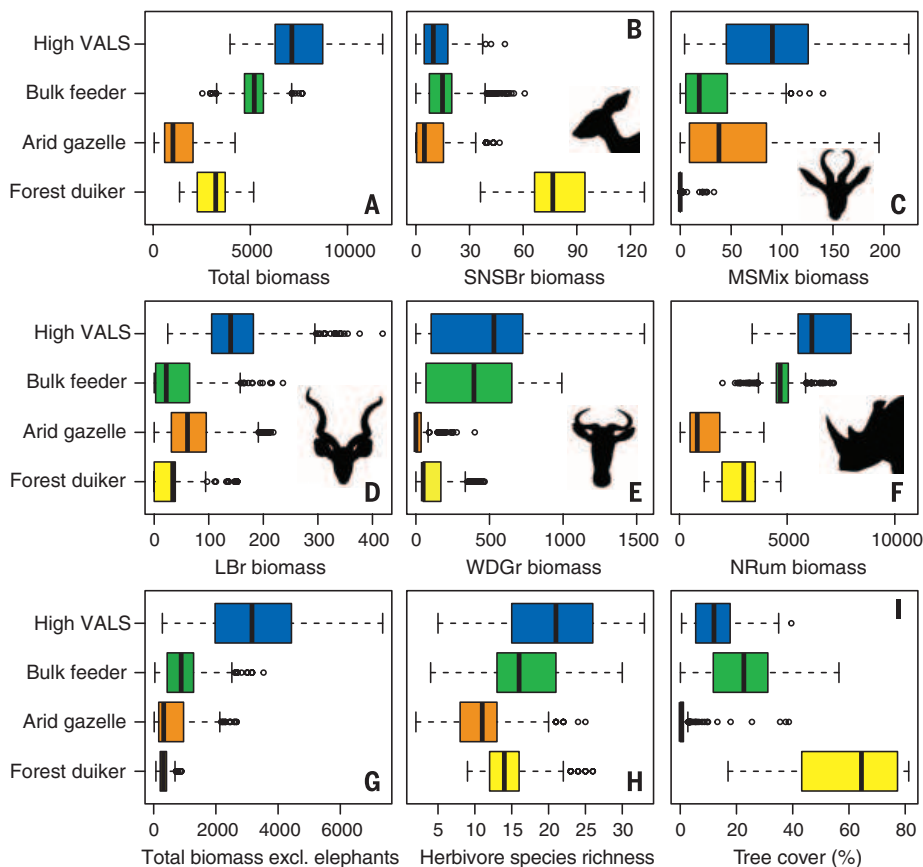 High VALS
Bulk feeder
Arid gazelle
Forest duiker
A
0 5000 10000
Total biomass
B
0 30 60 90 120
SNSBr biomass
C
0 50 100 150 200
MSMix biomass
High VALS
Bulk feeder
Arid gazelle
Forest duiker
D
0 100 200 300 400
LBr biomass
E
0 500 1000 1500
WDGr biomass
F
0 5000 10000
NRum biomass
High VALS
Bulk feeder
Arid gazelle
Forest duiker
G
0 2000 4000 6000
Total biomass excl. elephants
H
5 10 15 20 25 30
Herbivore species richness
I
0 20 40 60 80
Tree cover (%)